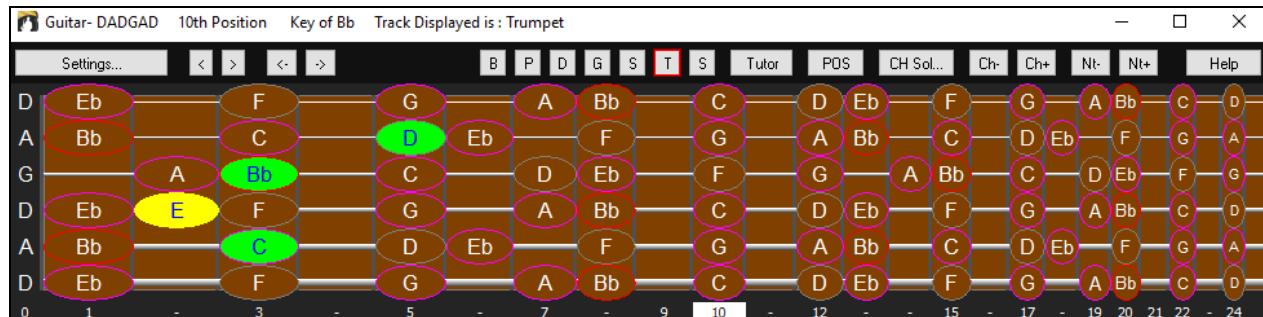 Guitar- DADGAD 10th Position Key of Bb Track Displayed is : Trumpet
Settings... < > <- -> B P D G S T S Tutor POS CH Sol... Ch- Ch+ Nt- Nt+ Help
D Eb F G A Bb C D Eb F G A Bb C D
A Bb C D Eb F G A Bb C D Eb F G A
G A Bb C D Eb F G A Bb C D Eb F G
D Eb E F G A Bb C D Eb F G A Bb C D
A Bb C D Eb F G A Bb C D Eb F G A
D Eb F G A Bb C D Eb F G A Bb C D
0 1 - 3 - 5 - 7 - 9 10 - 12 - - 15 - 17 - 19 20 21 22 - 24